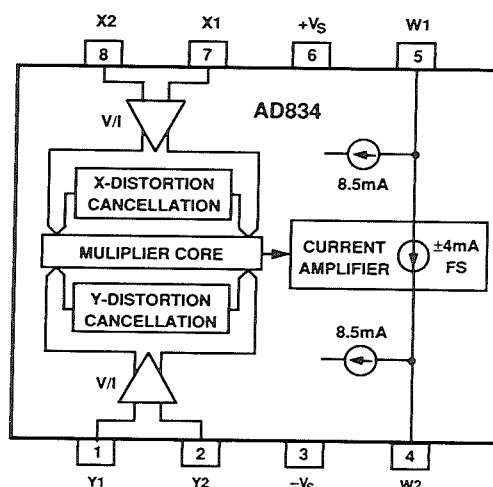 X2 X1 +VS W1
8 7 6 5
V/I
AD834
8.5mA
X-DISTORTION
CANCELLATION
MULIPLIER CORE
CURRENT
AMPLIFIER
±4mA
FS
Y-DISTORTION
CANCELLATION
8.5mA
V/I
1 2 3 4
Y1 Y2 −VS W2